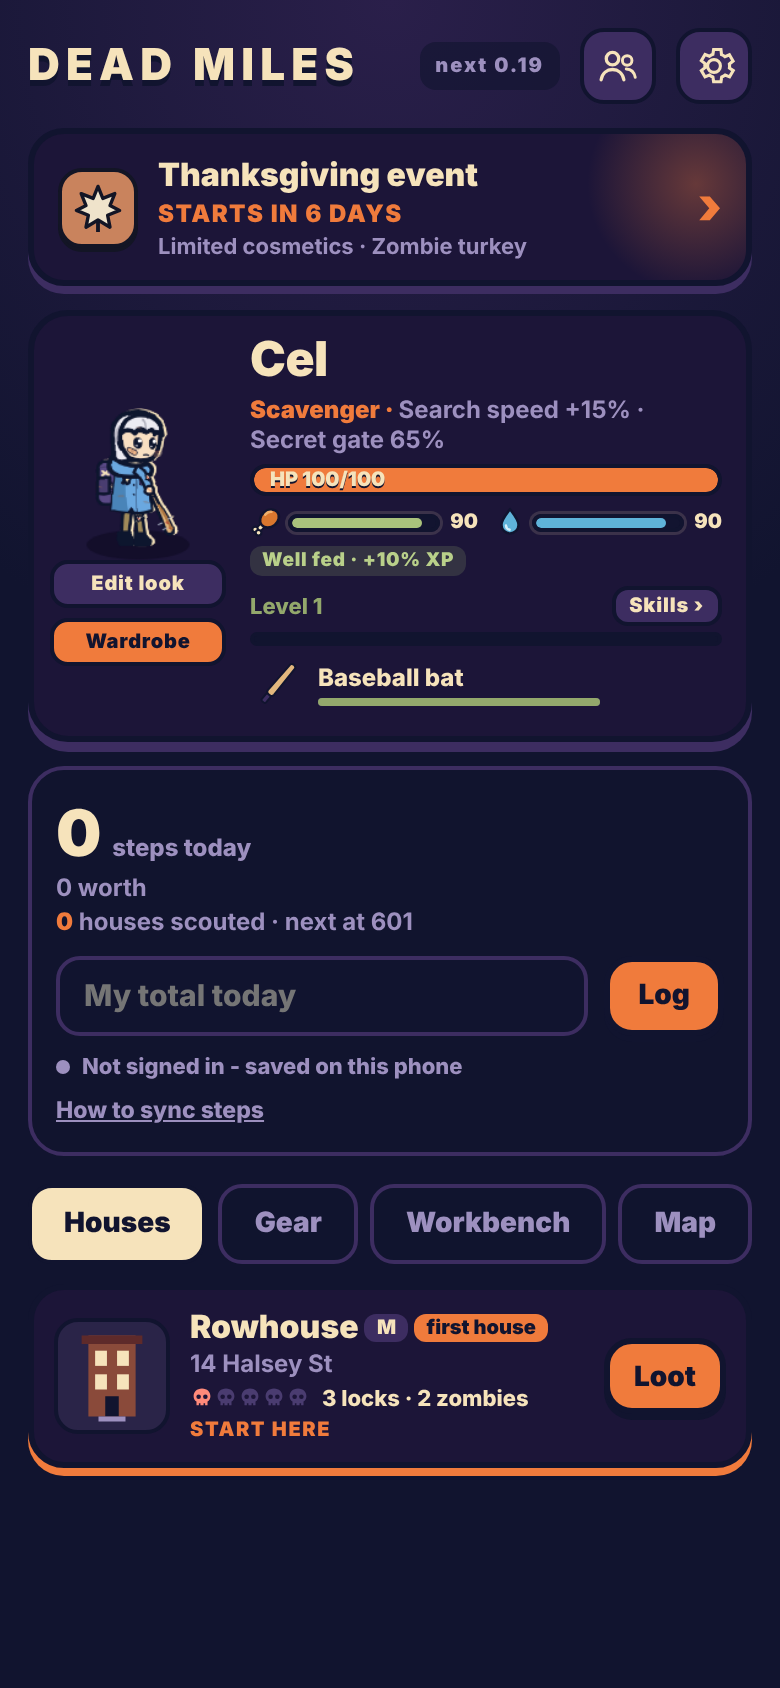 DEAD MILES
next 0.19
Thanksgiving event
STARTS IN 6 DAYS
Limited cosmetics · Zombie turkey
›
Cel
Scavenger · Search speed +15% ·
Secret gate 65%
HP 100/100
90
90
Well fed · +10% XP
Level 1
Skills ›
Baseball bat
Edit look
Wardrobe
0 steps today
0 worth
0 houses scouted · next at 601
My total today
Log
Not signed in - saved on this phone
How to sync steps
Houses
Gear
Workbench
Map
Rowhouse M first house
14 Halsey St
3 locks · 2 zombies
START HERE
Loot